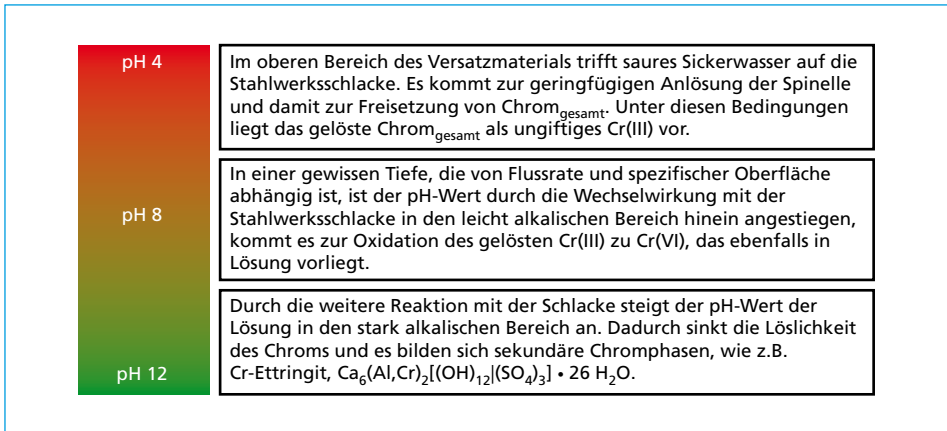 pH 4
Im oberen Bereich des Versatzmaterials trifft saures Sickerwasser auf die
Stahlwerksschlacke. Es kommt zur geringfügigen Anlösung der Spinelle
und damit zur Freisetzung von Chrom_gesamt. Unter diesen Bedingungen
liegt das gelöste Chrom_gesamt als ungiftiges Cr(III) vor.
pH 8
In einer gewissen Tiefe, die von Flussrate und spezifischer Oberfläche
abhängig ist, ist der pH-Wert durch die Wechselwirkung mit der
Stahlwerksschlacke in den leicht alkalischen Bereich hinein angestiegen,
kommt es zur Oxidation des gelösten Cr(III) zu Cr(VI), das ebenfalls in
Lösung vorliegt.
pH 12
Durch die weitere Reaktion mit der Schlacke steigt der pH-Wert der
Lösung in den stark alkalischen Bereich an. Dadurch sinkt die Löslichkeit
des Chroms und es bilden sich sekundäre Chromphasen, wie z.B.
Cr-Ettringit, Ca₆(Al,Cr)₂[(OH)₁₂|(SO₄)₃] • 26 H₂O.